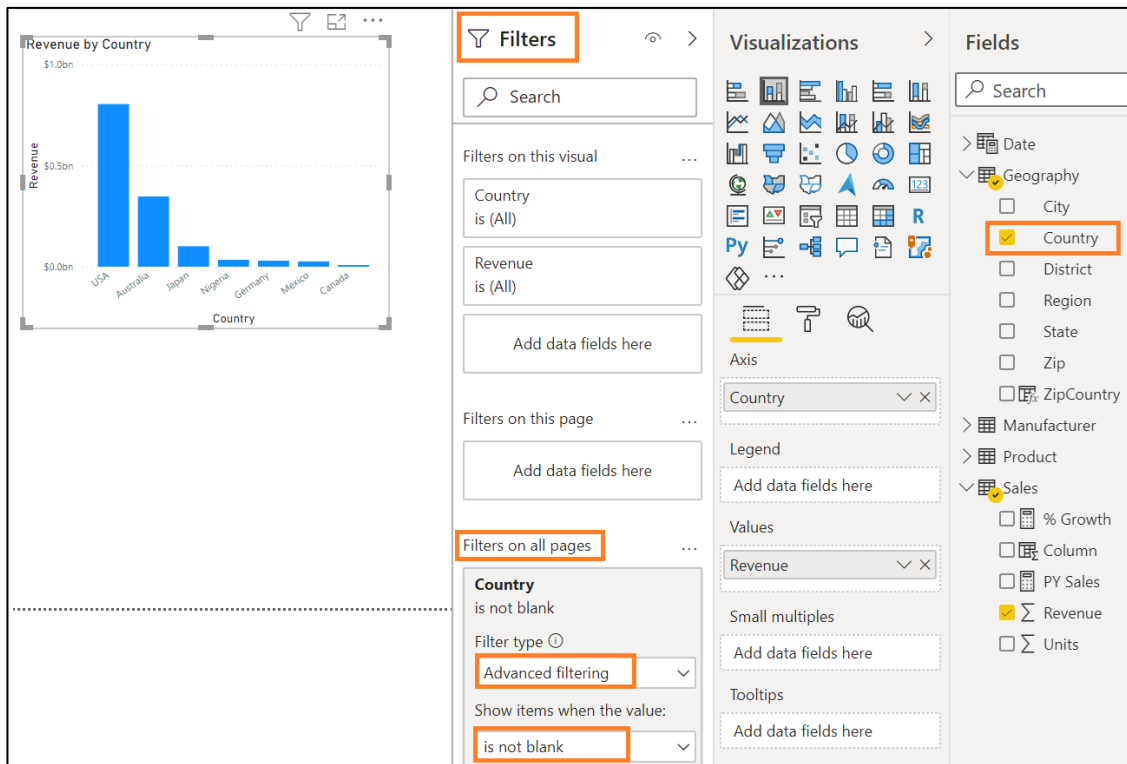 Revenue by Country
$1.0bn
$0.5bn
$0.0bn
Revenue
USA
Australia
Japan
Nigeria
Germany
Mexico
Canada
Country
Filters
Search
Filters on this visual
...
Country
is (All)
Revenue
is (All)
Add data fields here
Filters on this page
...
Add data fields here
Filters on all pages
...
Country
is not blank
Filter type
Advanced filtering
Show items when the value:
is not blank
Visualizations
123
R
Py
...
Axis
Country
Legend
Add data fields here
Values
Revenue
Small multiples
Add data fields here
Tooltips
Add data fields here
Fields
Search
Date
Geography
City
Country
District
Region
State
Zip
ZipCountry
Manufacturer
Product
Sales
% Growth
Column
PY Sales
Revenue
Units